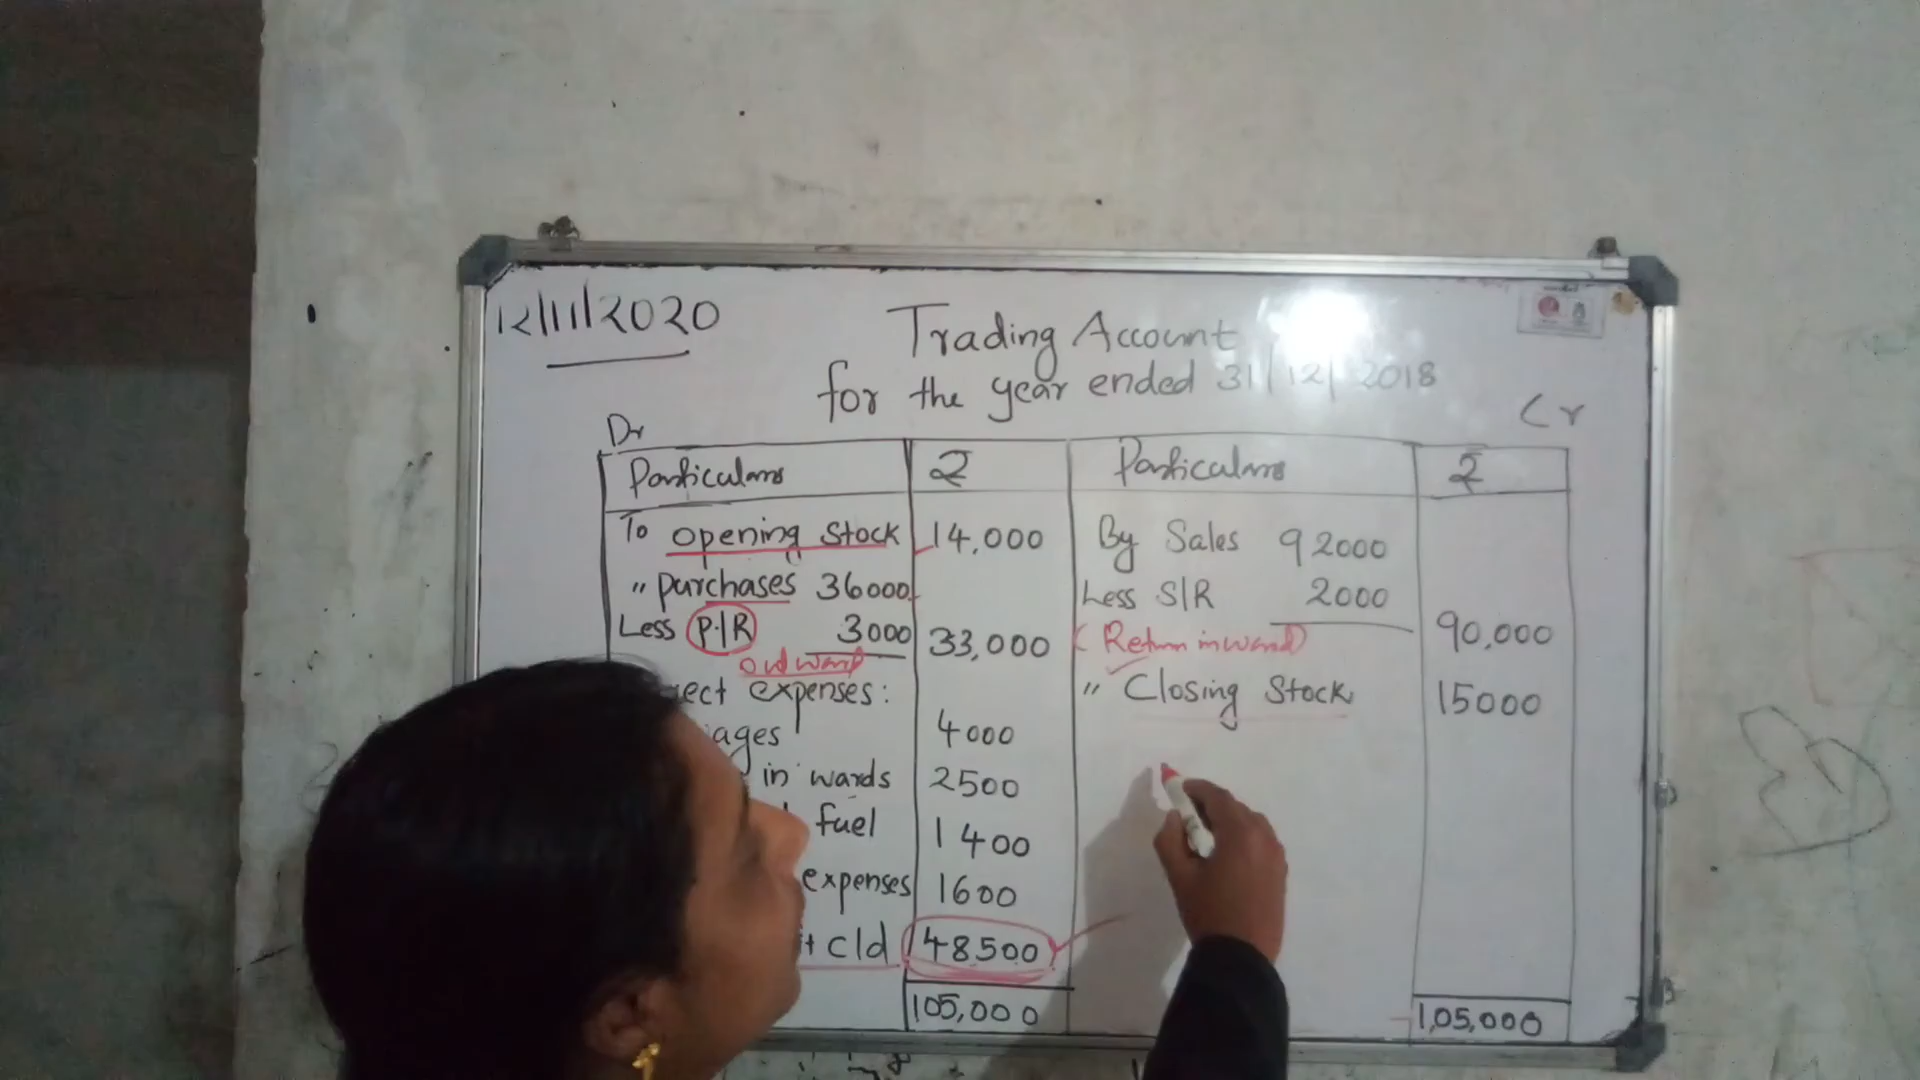 12/11/2020
Trading Account
for the year ended 31/12/2018
Dr
Cr
Particulars ₹ Particulars ₹
To opening stock 14,000
" purchases 36000
Less P/R 3000 33,000
outward
ect expenses:
ages 4000
in wards 2500
fuel 1400
expenses 1600
t c/d 48500
105,000
By Sales 92000
Less S/R 2000 90,000
(Return inward)
" Closing Stock 15000
1,05,000